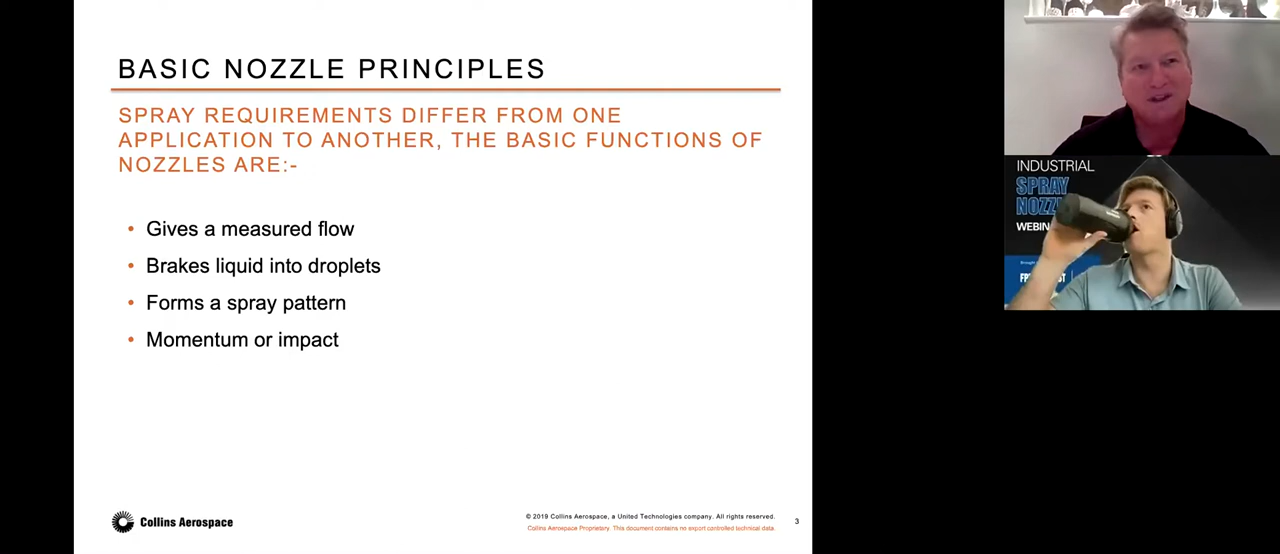 BASIC NOZZLE PRINCIPLES
SPRAY REQUIREMENTS DIFFER FROM ONE
APPLICATION TO ANOTHER, THE BASIC FUNCTIONS OF
NOZZLES ARE:-
• Gives a measured flow
• Brakes liquid into droplets
• Forms a spray pattern
• Momentum or impact
Collins Aerospace
© 2019 Collins Aerospace, a United Technologies company. All rights reserved.
Collins Aerospace Proprietary. This document contains no export controlled technical data.
3
INDUSTRIAL
SPRAY